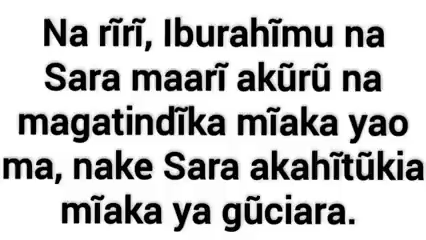 Na rĩrĩ, Iburahĩmu na
Sara maarĩ akũrũ na
magatindĩka mĩaka yao
ma, nake Sara akahĩtũkia
mĩaka ya gũciara.